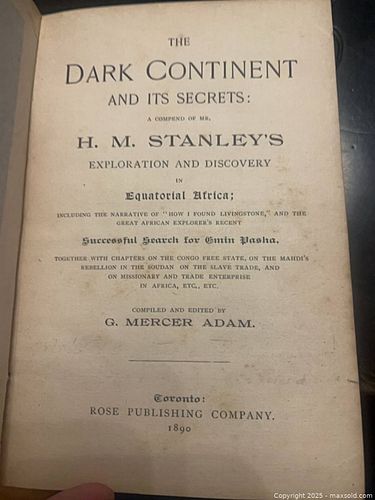 THE
DARK CONTINENT
AND ITS SECRETS:
A COMPEND OF MR.
H. M. STANLEY'S
EXPLORATION AND DISCOVERY
IN
Equatorial Africa;
INCLUDING THE NARRATIVE OF "HOW I FOUND LIVINGSTONE," AND THE
GREAT AFRICAN EXPLORER'S RECENT
Successful Search for Emin Pasha.
TOGETHER WITH CHAPTERS ON THE CONGO FREE STATE, ON THE MAHDI'S
REBELLION IN THE SOUDAN ON THE SLAVE TRADE, AND
ON MISSIONARY AND TRADE ENTERPRISE
IN AFRICA, ETC., ETC.
COMPILED AND EDITED BY
G. MERCER ADAM.
Toronto:
ROSE PUBLISHING COMPANY.
1890
Copyright 2025 - maxsold.com